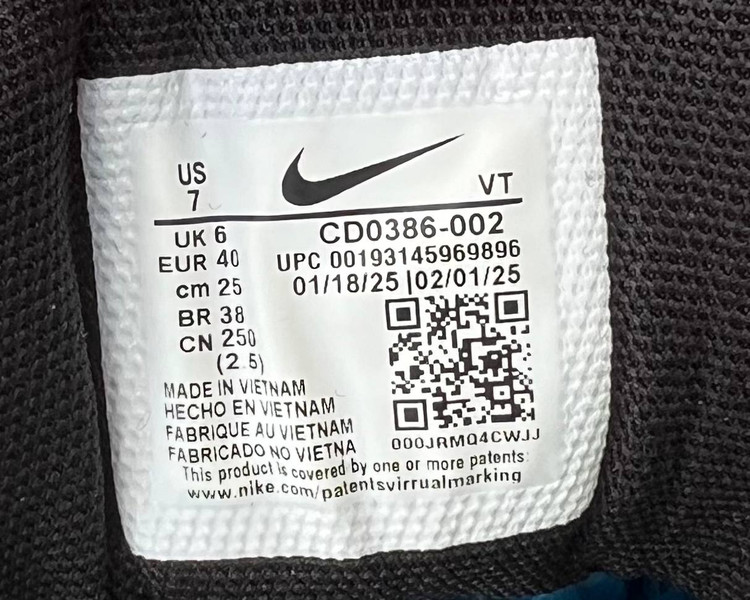 US
7
VT
UK 6
EUR 40
cm 25
BR 38
CN 250
(2.5)
CD0386-002
UPC 00193145969896
01/18/25 | 02/01/25
000JRMQ4CWJJ
MADE IN VIETNAM
HECHO EN VIETNAM
FABRIQUE AU VIETNAM
FABRICADO NO VIETNA
This product is covered by one or more patents:
www.nike.com/patentsvirrualmarking